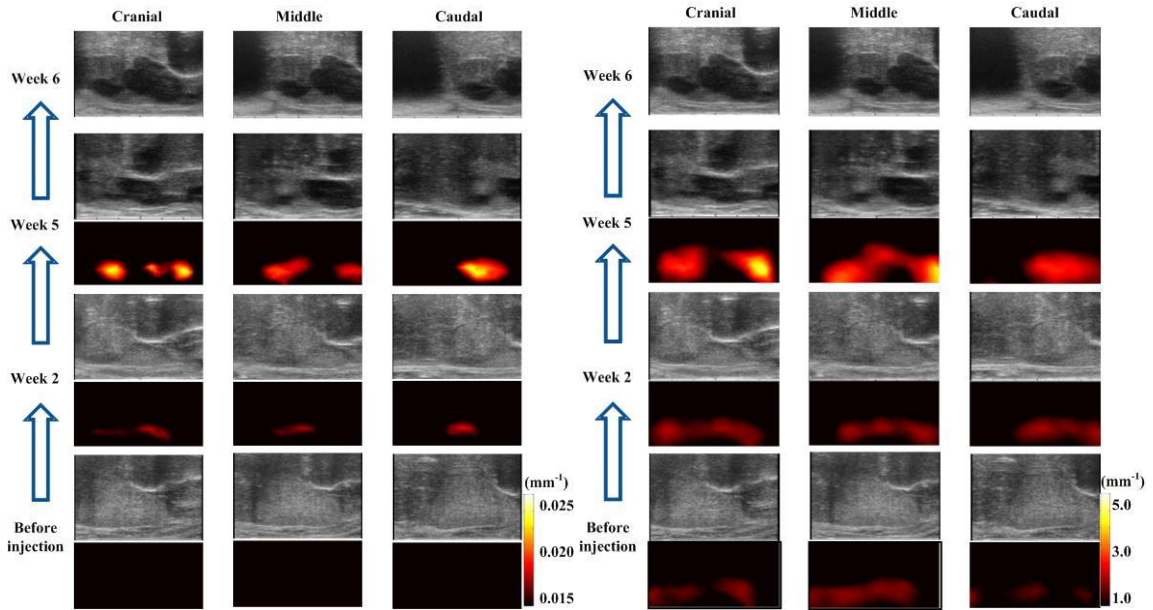 Cranial Middle Caudal
Week 6
Week 5
Week 2
Before
injection
(mm⁻¹)
0.025
0.020
0.015
Cranial Middle Caudal
Week 6
Week 5
Week 2
Before
injection
(mm⁻¹)
5.0
3.0
1.0